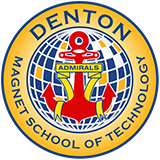 DENTON
ADMIRALS
MAGNET SCHOOL OF TECHNOLOGY